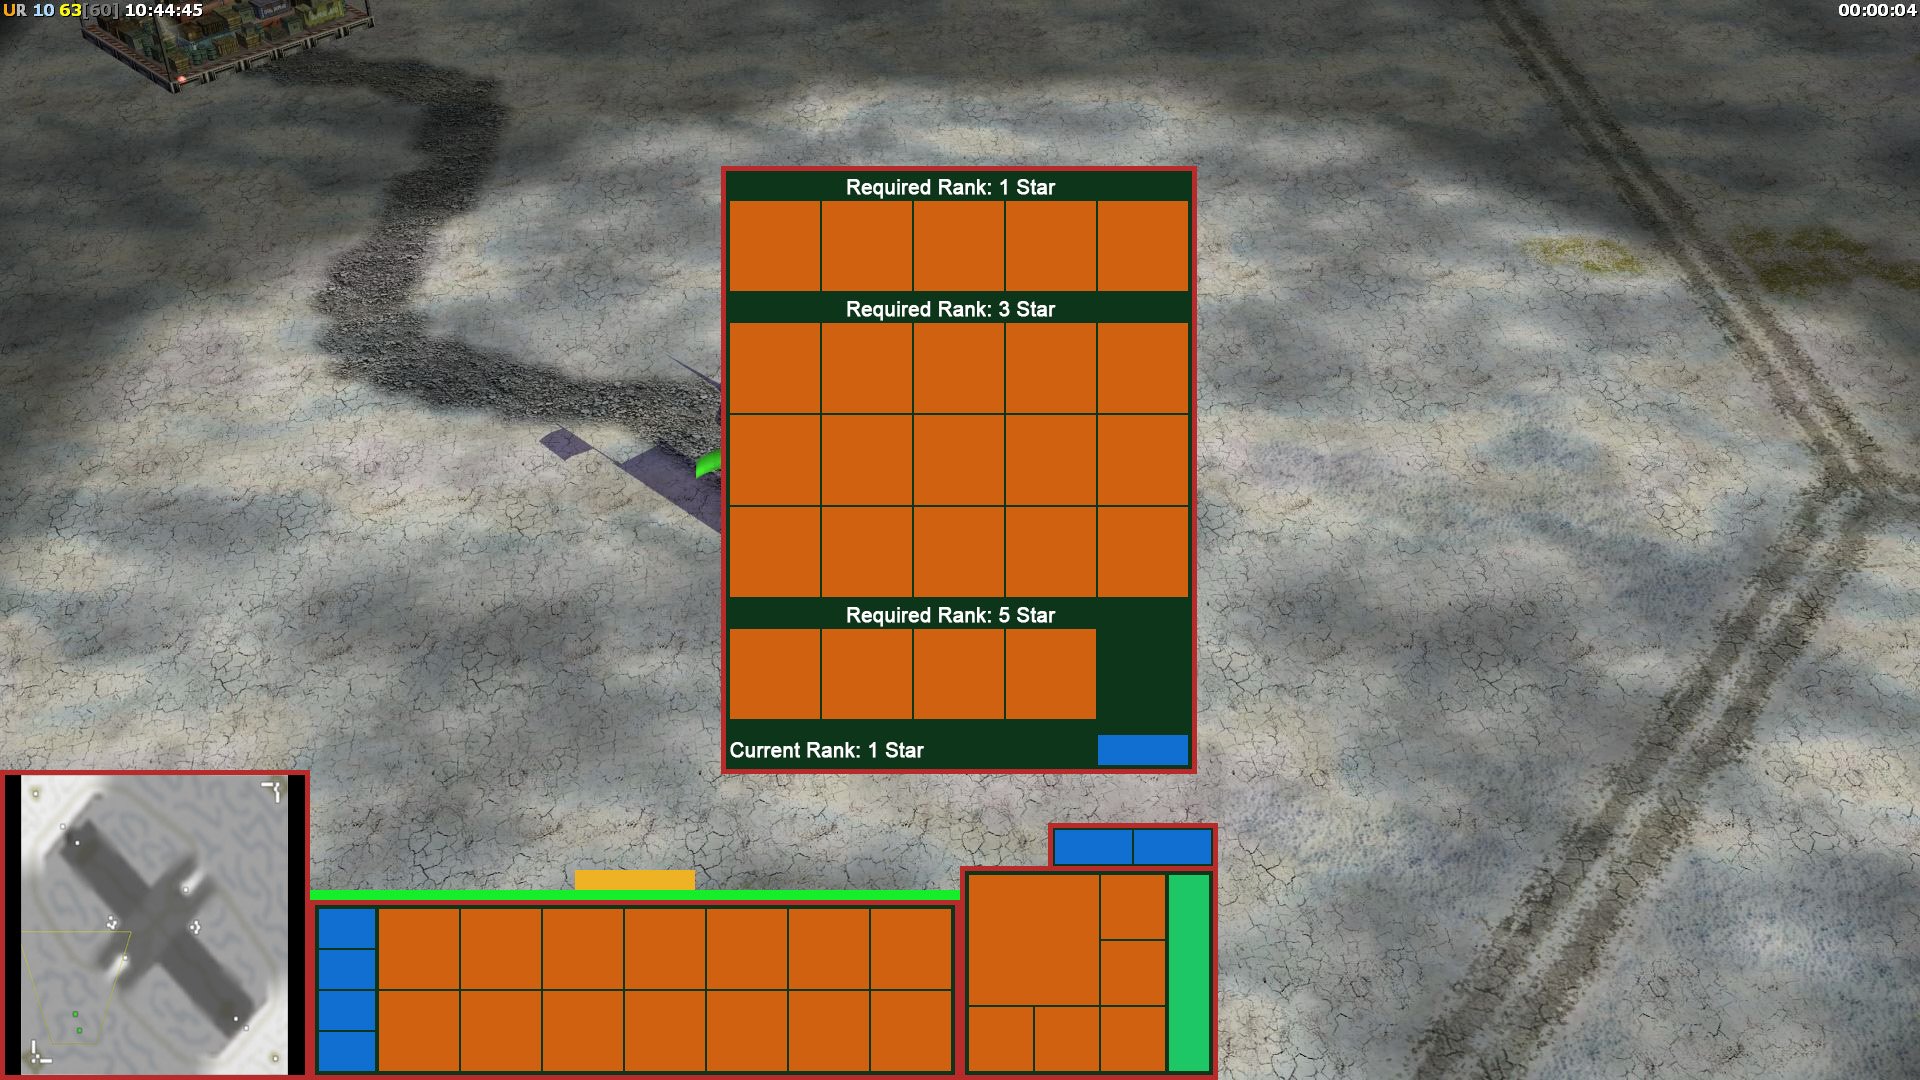 UR 10 63[60] 10:44:45
00:00:04
Required Rank: 1 Star
Required Rank: 3 Star
Required Rank: 5 Star
Current Rank: 1 Star